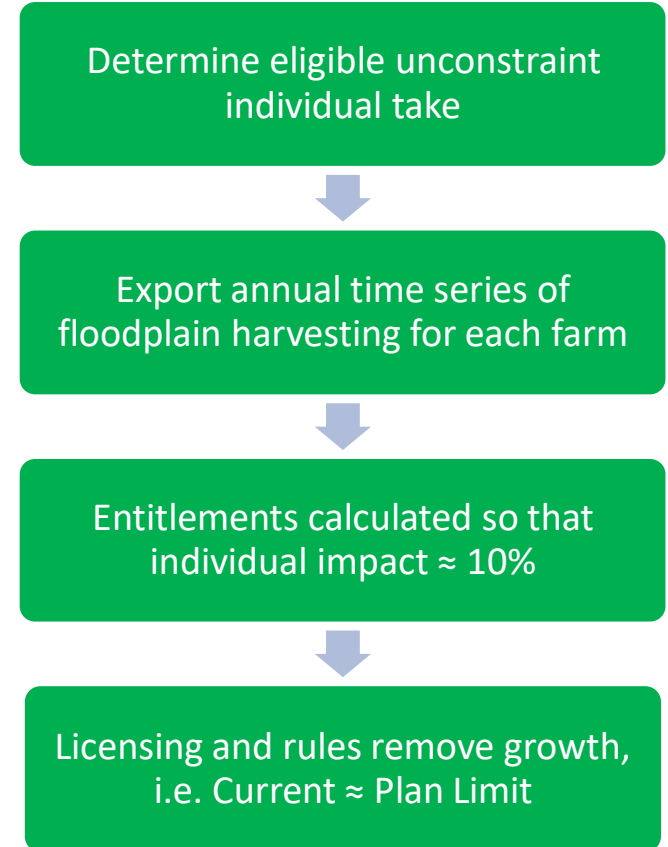 Determine eligible unconstraint
individual take
Export annual time series of
floodplain harvesting for each farm
Entitlements calculated so that
individual impact ≈ 10%
Licensing and rules remove growth,
i.e. Current ≈ Plan Limit